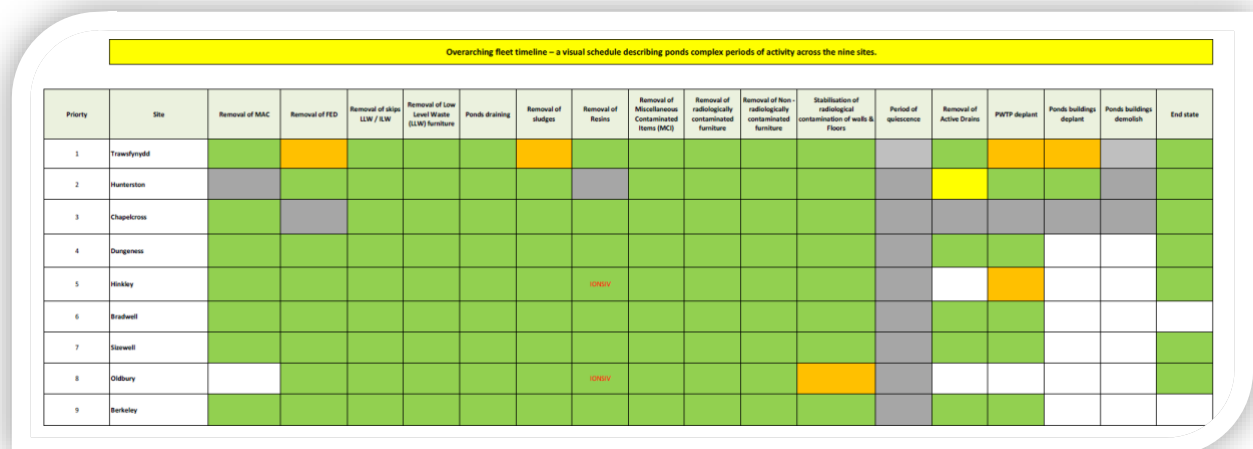 Overarching fleet timeline – a visual schedule describing ponds complex periods of activity across the nine sites.
Priorty Site Removal of MAC Removal of FED Removal of skips LLW / ILW Removal of Low Level Waste (LLW) furniture Ponds draining Removal of sludges Removal of Resins Removal of Miscellaneous Contaminated Items (MCI) Removal of radiologically contaminated furniture Removal of Non - radiologically contaminated furniture Stabilisation of radiological contamination of walls & Floors Period of quiescence Removal of Active Drains PWTP deplant Ponds buildings deplant Ponds buildings demolish End state
1 Trawsfynydd
2 Hunterston
3 Chapelcross
4 Dungeness
5 Hinkley IONSIV
6 Bradwell
7 Sizewell
8 Oldbury IONSIV
9 Berkeley